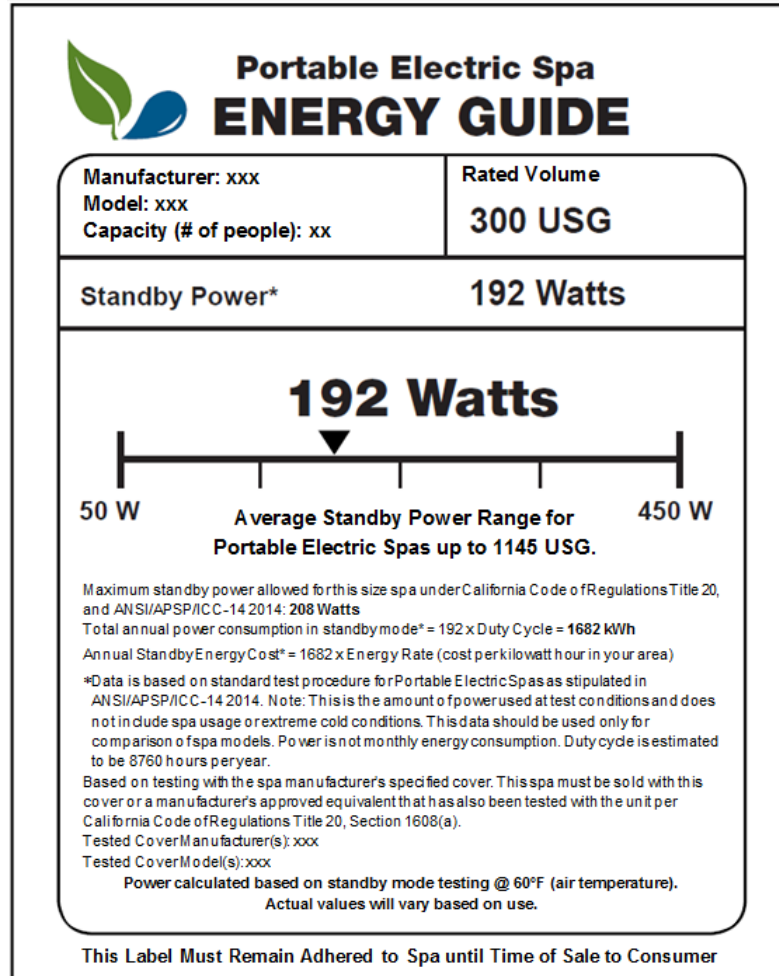 Portable Electric Spa
ENERGY GUIDE
Manufacturer: xxx
Model: xxx
Capacity (# of people): xx
Rated Volume
300 USG
Standby Power*
192 Watts
192 Watts
50 W
450 W
Average Standby Power Range for
Portable Electric Spas up to 1145 USG.
Maximum standby power allowed for this size spa under California Code of Regulations Title 20,
and ANSI/APSP/ICC-14 2014: 208 Watts
Total annual power consumption in standby mode* = 192 x Duty Cycle = 1682 kWh
Annual Standby Energy Cost* = 1682 x Energy Rate (cost per kilowatt hour in your area)
*Data is based on standard test procedure for Portable Electric Spas as stipulated in
ANSI/APSP/ICC-14 2014. Note: This is the amount of power used at test conditions and does
not include spa usage or extreme cold conditions. This data should be used only for
comparison of spa models. Power is not monthly energy consumption. Duty cycle is estimated
to be 8760 hours per year.
Based on testing with the spa manufacturer's specified cover. This spa must be sold with this
cover or a manufacturer's approved equivalent that has also been tested with the unit per
California Code of Regulations Title 20, Section 1608(a).
Tested Cover Manufacturer(s): xxx
Tested Cover Model(s): xxx
Power calculated based on standby mode testing @ 60ºF (air temperature).
Actual values will vary based on use.
This Label Must Remain Adhered to Spa until Time of Sale to Consumer